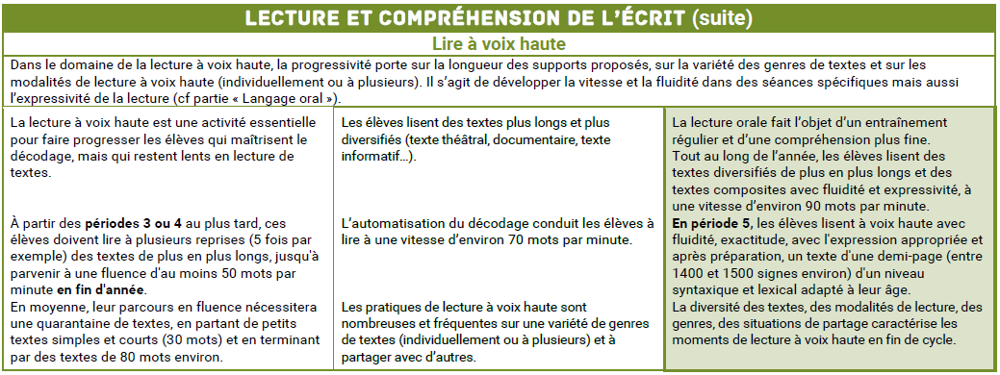 LECTURE ET COMPRÉHENSION DE L'ÉCRIT (suite)
Lire à voix haute
Dans le domaine de la lecture à voix haute, la progressivité porte sur la longueur des supports proposés, sur la variété des genres de textes et sur les
modalités de lecture à voix haute (individuellement ou à plusieurs). Il s'agit de développer la vitesse et la fluidité dans des séances spécifiques mais aussi
l'expressivité de la lecture (cf partie « Langage oral »).
La lecture à voix haute est une activité essentielle
pour faire progresser les élèves qui maîtrisent le
décodage, mais qui restent lents en lecture de
textes.
À partir des périodes 3 ou 4 au plus tard, ces
élèves doivent lire à plusieurs reprises (5 fois par
exemple) des textes de plus en plus longs, jusqu'à
parvenir à une fluence d'au moins 50 mots par
minute en fin d'année.
En moyenne, leur parcours en fluence nécessitera
une quarantaine de textes, en partant de petits
textes simples et courts (30 mots) et en terminant
par des textes de 80 mots environ.
Les élèves lisent des textes plus longs et plus
diversifiés (texte théâtral, documentaire, texte
informatif…).
L'automatisation du décodage conduit les élèves à
lire à une vitesse d'environ 70 mots par minute.
Les pratiques de lecture à voix haute sont
nombreuses et fréquentes sur une variété de genres
de textes (individuellement ou à plusieurs) et à
partager avec d'autres.
La lecture orale fait l'objet d'un entraînement
régulier et d'une compréhension plus fine.
Tout au long de l'année, les élèves lisent des
textes diversifiés de plus en plus longs et des
textes composites avec fluidité et expressivité, à
une vitesse d'environ 90 mots par minute.
En période 5, les élèves lisent à voix haute avec
fluidité, exactitude, avec l'expression appropriée et
après préparation, un texte d'une demi-page (entre
1400 et 1500 signes environ) d'un niveau
syntaxique et lexical adapté à leur âge.
La diversité des textes, des modalités de lecture, des
genres, des situations de partage caractérise les
moments de lecture à voix haute en fin de cycle.